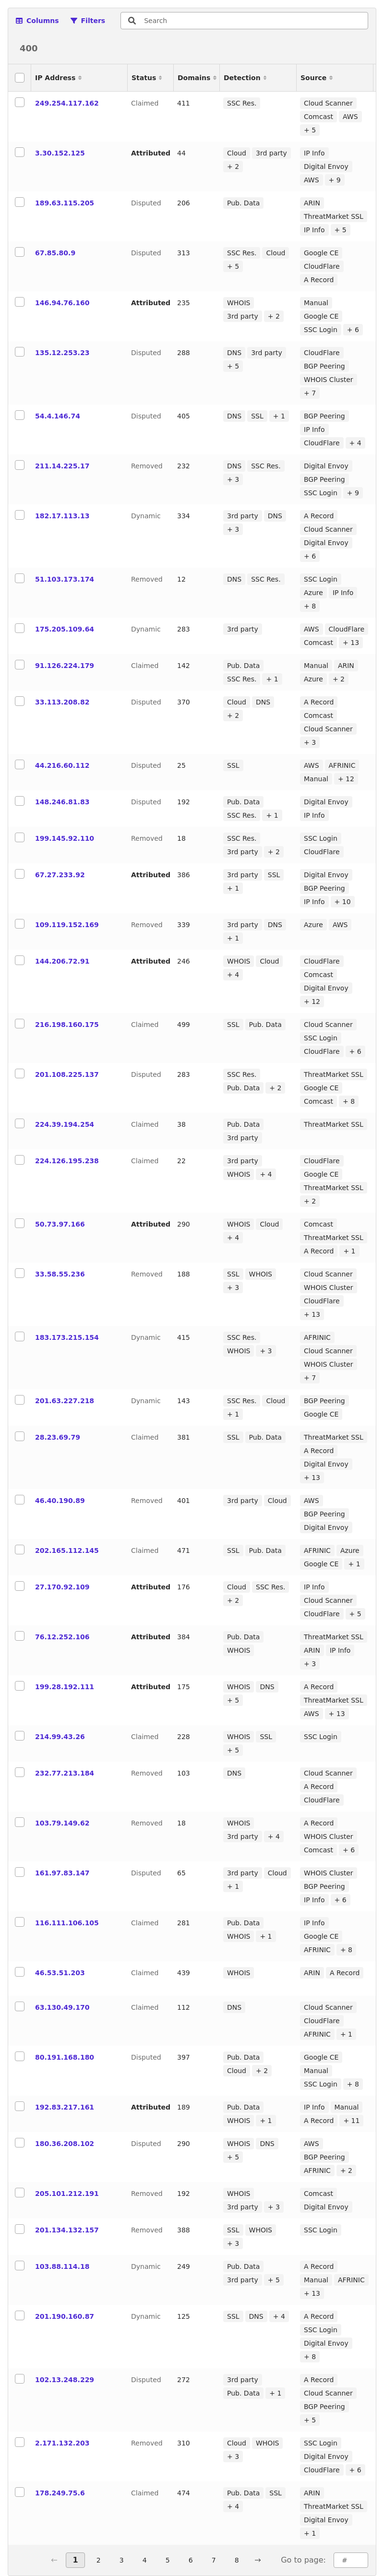 Columns Filters Search
400
IP Address Status Domains Detection Source
249.254.117.162 Claimed 411 SSC Res. Cloud Scanner
Comcast AWS
+ 5
3.30.152.125 Attributed 44 Cloud 3rd party IP Info
+ 2 Digital Envoy
AWS + 9
189.63.115.205 Disputed 206 Pub. Data ARIN
ThreatMarket SSL
IP Info + 5
67.85.80.9 Disputed 313 SSC Res. Cloud Google CE
+ 5 CloudFlare
A Record
146.94.76.160 Attributed 235 WHOIS Manual
3rd party + 2 Google CE
SSC Login + 6
135.12.253.23 Disputed 288 DNS 3rd party CloudFlare
+ 5 BGP Peering
WHOIS Cluster
+ 7
54.4.146.74 Disputed 405 DNS SSL + 1 BGP Peering
IP Info
CloudFlare + 4
211.14.225.17 Removed 232 DNS SSC Res. Digital Envoy
+ 3 BGP Peering
SSC Login + 9
182.17.113.13 Dynamic 334 3rd party DNS A Record
+ 3 Cloud Scanner
Digital Envoy
+ 6
51.103.173.174 Removed 12 DNS SSC Res. SSC Login
Azure IP Info
+ 8
175.205.109.64 Dynamic 283 3rd party AWS CloudFlare
Comcast + 13
91.126.224.179 Claimed 142 Pub. Data Manual ARIN
SSC Res. + 1 Azure + 2
33.113.208.82 Disputed 370 Cloud DNS A Record
+ 2 Comcast
Cloud Scanner
+ 3
44.216.60.112 Disputed 25 SSL AWS AFRINIC
Manual + 12
148.246.81.83 Disputed 192 Pub. Data Digital Envoy
SSC Res. + 1 IP Info
199.145.92.110 Removed 18 SSC Res. SSC Login
3rd party + 2 CloudFlare
67.27.233.92 Attributed 386 3rd party SSL Digital Envoy
+ 1 BGP Peering
IP Info + 10
109.119.152.169 Removed 339 3rd party DNS Azure AWS
+ 1
144.206.72.91 Attributed 246 WHOIS Cloud CloudFlare
+ 4 Comcast
Digital Envoy
+ 12
216.198.160.175 Claimed 499 SSL Pub. Data Cloud Scanner
SSC Login
CloudFlare + 6
201.108.225.137 Disputed 283 SSC Res. ThreatMarket SSL
Pub. Data + 2 Google CE
Comcast + 8
224.39.194.254 Claimed 38 Pub. Data ThreatMarket SSL
3rd party
224.126.195.238 Claimed 22 3rd party CloudFlare
WHOIS + 4 Google CE
ThreatMarket SSL
+ 2
50.73.97.166 Attributed 290 WHOIS Cloud Comcast
+ 4 ThreatMarket SSL
A Record + 1
33.58.55.236 Removed 188 SSL WHOIS Cloud Scanner
+ 3 WHOIS Cluster
CloudFlare
+ 13
183.173.215.154 Dynamic 415 SSC Res. AFRINIC
WHOIS + 3 Cloud Scanner
WHOIS Cluster
+ 7
201.63.227.218 Dynamic 143 SSC Res. Cloud BGP Peering
+ 1 Google CE
28.23.69.79 Claimed 381 SSL Pub. Data ThreatMarket SSL
A Record
Digital Envoy
+ 13
46.40.190.89 Removed 401 3rd party Cloud AWS
BGP Peering
Digital Envoy
202.165.112.145 Claimed 471 SSL Pub. Data AFRINIC Azure
Google CE + 1
27.170.92.109 Attributed 176 Cloud SSC Res. IP Info
+ 2 Cloud Scanner
CloudFlare + 5
76.12.252.106 Attributed 384 Pub. Data ThreatMarket SSL
WHOIS ARIN IP Info
+ 3
199.28.192.111 Attributed 175 WHOIS DNS A Record
+ 5 ThreatMarket SSL
AWS + 13
214.99.43.26 Claimed 228 WHOIS SSL SSC Login
+ 5
232.77.213.184 Removed 103 DNS Cloud Scanner
A Record
CloudFlare
103.79.149.62 Removed 18 WHOIS A Record
3rd party + 4 WHOIS Cluster
Comcast + 6
161.97.83.147 Disputed 65 3rd party Cloud WHOIS Cluster
+ 1 BGP Peering
IP Info + 6
116.111.106.105 Claimed 281 Pub. Data IP Info
WHOIS + 1 Google CE
AFRINIC + 8
46.53.51.203 Claimed 439 WHOIS ARIN A Record
63.130.49.170 Claimed 112 DNS Cloud Scanner
CloudFlare
AFRINIC + 1
80.191.168.180 Disputed 397 Pub. Data Google CE
Cloud + 2 Manual
SSC Login + 8
192.83.217.161 Attributed 189 Pub. Data IP Info Manual
WHOIS + 1 A Record + 11
180.36.208.102 Disputed 290 WHOIS DNS AWS
+ 5 BGP Peering
AFRINIC + 2
205.101.212.191 Removed 192 WHOIS Comcast
3rd party + 3 Digital Envoy
201.134.132.157 Removed 388 SSL WHOIS SSC Login
+ 3
103.88.114.18 Dynamic 249 Pub. Data A Record
3rd party + 5 Manual AFRINIC
+ 13
201.190.160.87 Dynamic 125 SSL DNS + 4 A Record
SSC Login
Digital Envoy
+ 8
102.13.248.229 Disputed 272 3rd party A Record
Pub. Data + 1 Cloud Scanner
BGP Peering
+ 5
2.171.132.203 Removed 310 Cloud WHOIS SSC Login
+ 3 Digital Envoy
CloudFlare + 6
178.249.75.6 Claimed 474 Pub. Data SSL ARIN
+ 4 ThreatMarket SSL
Digital Envoy
+ 1
← 1 2 3 4 5 6 7 8 → Go to page: #